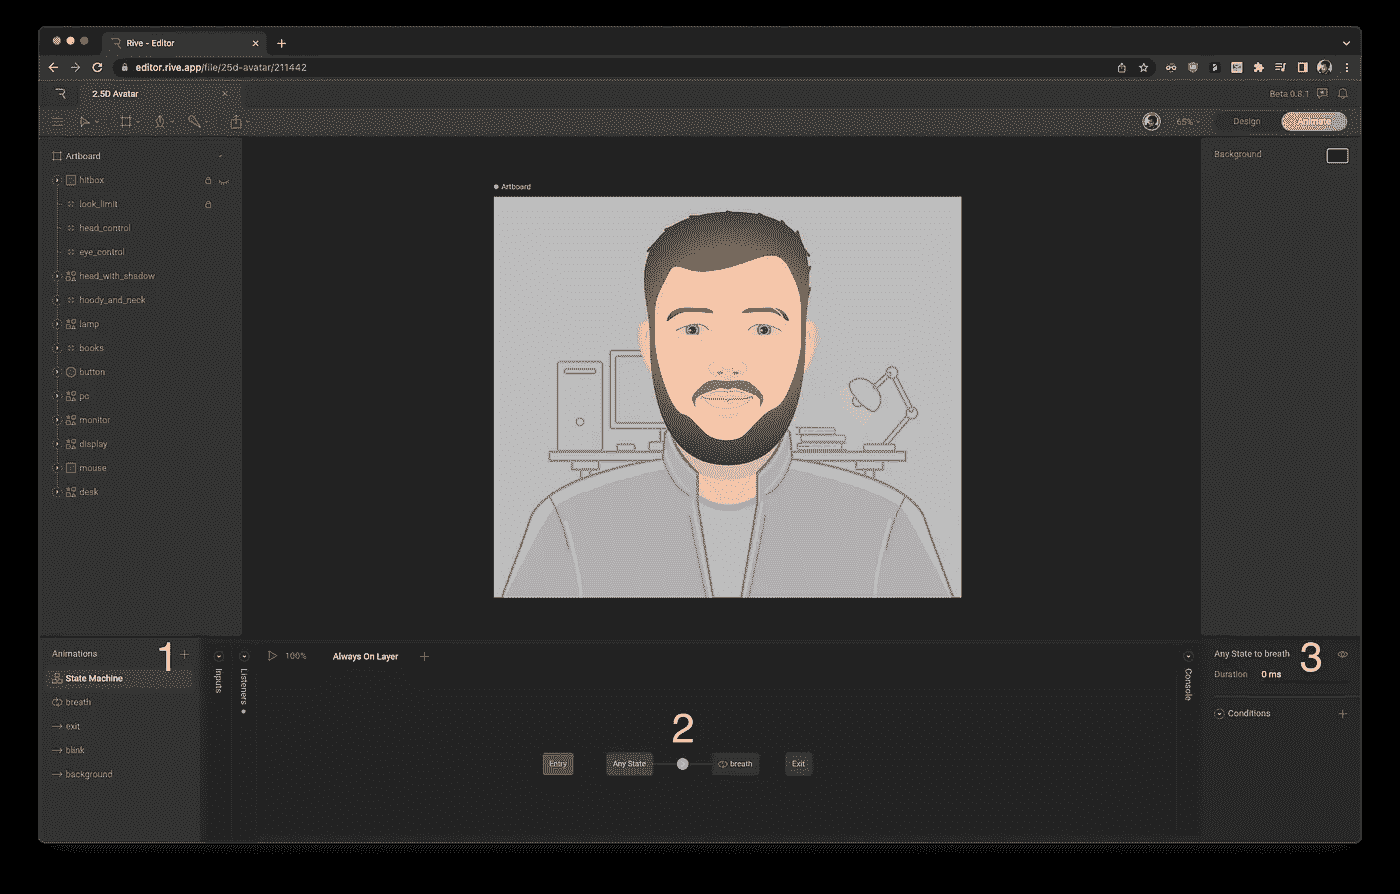 Rive - Editor
editor.rive.app/file/25d-avatar/211442
2.5D Avatar
Beta 0.8.1
65%
Design
Animate
Artboard
hitbox
look_limit
head_control
eye_control
head_with_shadow
hoody_and_neck
lamp
books
button
pc
monitor
display
mouse
desk
Artboard
Background
Animations
1
State Machine
breath
exit
blink
background
Inputs
Listeners
100%
Always On Layer
2
Entry
Any State
breath
Exit
Console
Any State to breath
3
Duration
0 ms
Conditions